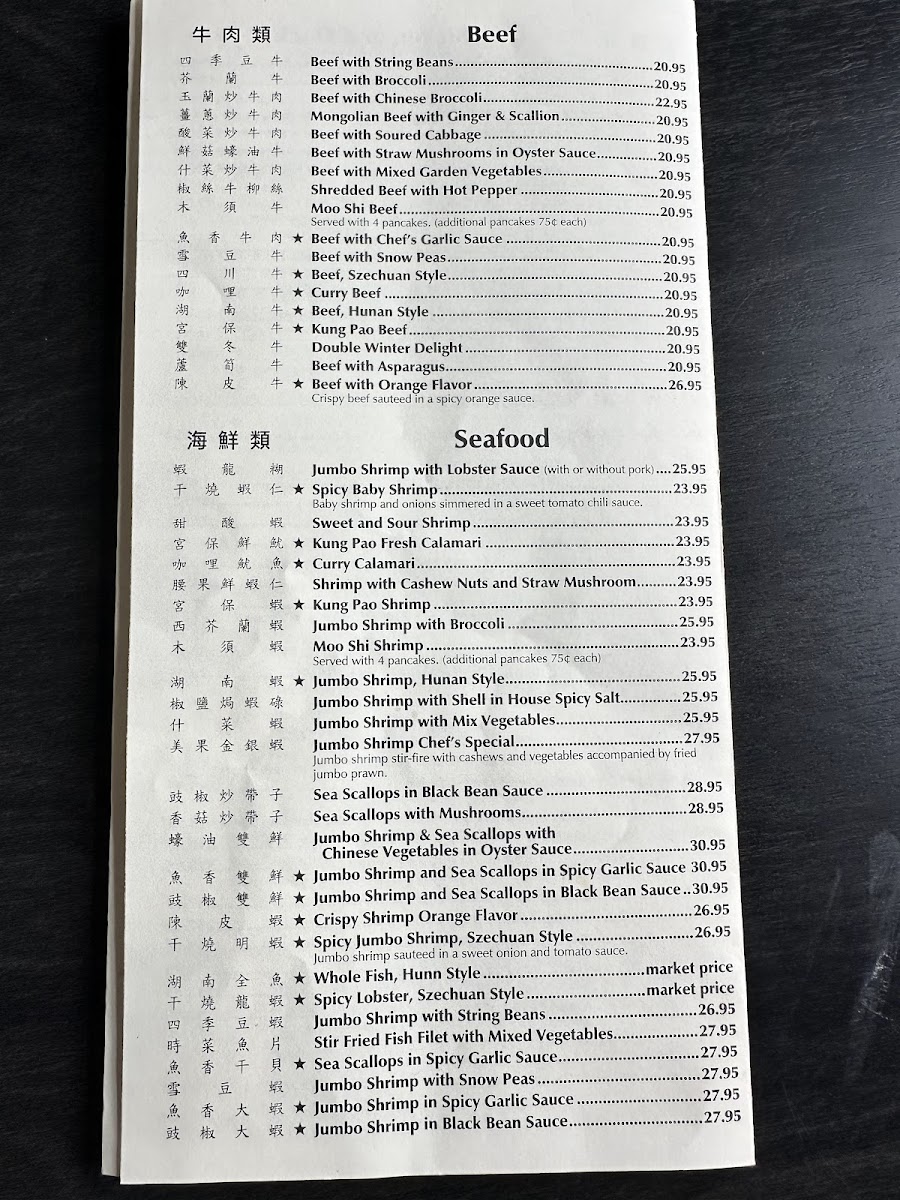 牛肉類 Beef
四季豆牛 Beef with String Beans 20.95
芥蘭牛 Beef with Broccoli 20.95
玉蘭炒牛肉 Beef with Chinese Broccoli 22.95
薑蔥炒牛肉 Mongolian Beef with Ginger & Scallion 20.95
酸菜炒牛肉 Beef with Soured Cabbage 20.95
鮮菇蠔油牛 Beef with Straw Mushrooms in Oyster Sauce 20.95
什菜炒牛肉 Beef with Mixed Garden Vegetables 20.95
椒絲牛柳絲 Shredded Beef with Hot Pepper 20.95
木須牛 Moo Shi Beef 20.95
Served with 4 pancakes. (additional pancakes 75¢ each)
魚香牛肉 ★ Beef with Chef's Garlic Sauce 20.95
雪豆牛 Beef with Snow Peas 20.95
四川牛 ★ Beef, Szechuan Style 20.95
咖哩牛 ★ Curry Beef 20.95
湖南牛 ★ Beef, Hunan Style 20.95
宮保牛 ★ Kung Pao Beef 20.95
雙冬牛 Double Winter Delight 20.95
蘆筍牛 Beef with Asparagus 20.95
陳皮牛 ★ Beef with Orange Flavor 26.95
Crispy beef sauteed in a spicy orange sauce.
海鮮類 Seafood
蝦龍糊 Jumbo Shrimp with Lobster Sauce (with or without pork) 25.95
干燒蝦仁 ★ Spicy Baby Shrimp 23.95
Baby shrimp and onions simmered in a sweet tomato chili sauce.
甜酸蝦 Sweet and Sour Shrimp 23.95
宮保鮮魷 ★ Kung Pao Fresh Calamari 23.95
咖哩魷魚 ★ Curry Calamari 23.95
腰果鮮蝦仁 Shrimp with Cashew Nuts and Straw Mushroom 23.95
宮保蝦 ★ Kung Pao Shrimp 23.95
西芥蘭蝦 Jumbo Shrimp with Broccoli 25.95
木須蝦 Moo Shi Shrimp 23.95
Served with 4 pancakes. (additional pancakes 75¢ each)
湖南蝦 ★ Jumbo Shrimp, Hunan Style 25.95
椒鹽焗蝦碌 Jumbo Shrimp with Shell in House Spicy Salt 25.95
什菜蝦 Jumbo Shrimp with Mix Vegetables 25.95
美果金銀蝦 Jumbo Shrimp Chef's Special 27.95
Jumbo shrimp stir-fire with cashews and vegetables accompanied by fried
jumbo prawn.
豉椒炒帶子 Sea Scallops in Black Bean Sauce 28.95
香菇炒帶子 Sea Scallops with Mushrooms 28.95
蠔油雙鮮 Jumbo Shrimp & Sea Scallops with
Chinese Vegetables in Oyster Sauce 30.95
魚香雙鮮 ★ Jumbo Shrimp and Sea Scallops in Spicy Garlic Sauce 30.95
豉椒雙鮮 ★ Jumbo Shrimp and Sea Scallops in Black Bean Sauce 30.95
陳皮蝦 ★ Crispy Shrimp Orange Flavor 26.95
干燒明蝦 ★ Spicy Jumbo Shrimp, Szechuan Style 26.95
Jumbo shrimp sauteed in a sweet onion and tomato sauce.
湖南全魚 ★ Whole Fish, Hunn Style market price
干燒龍蝦 ★ Spicy Lobster, Szechuan Style market price
四季豆蝦 Jumbo Shrimp with String Beans 26.95
時菜魚片 Stir Fried Fish Filet with Mixed Vegetables 27.95
魚香干貝 ★ Sea Scallops in Spicy Garlic Sauce 27.95
雪豆蝦 Jumbo Shrimp with Snow Peas 27.95
魚香大蝦 ★ Jumbo Shrimp in Spicy Garlic Sauce 27.95
豉椒大蝦 ★ Jumbo Shrimp in Black Bean Sauce 27.95